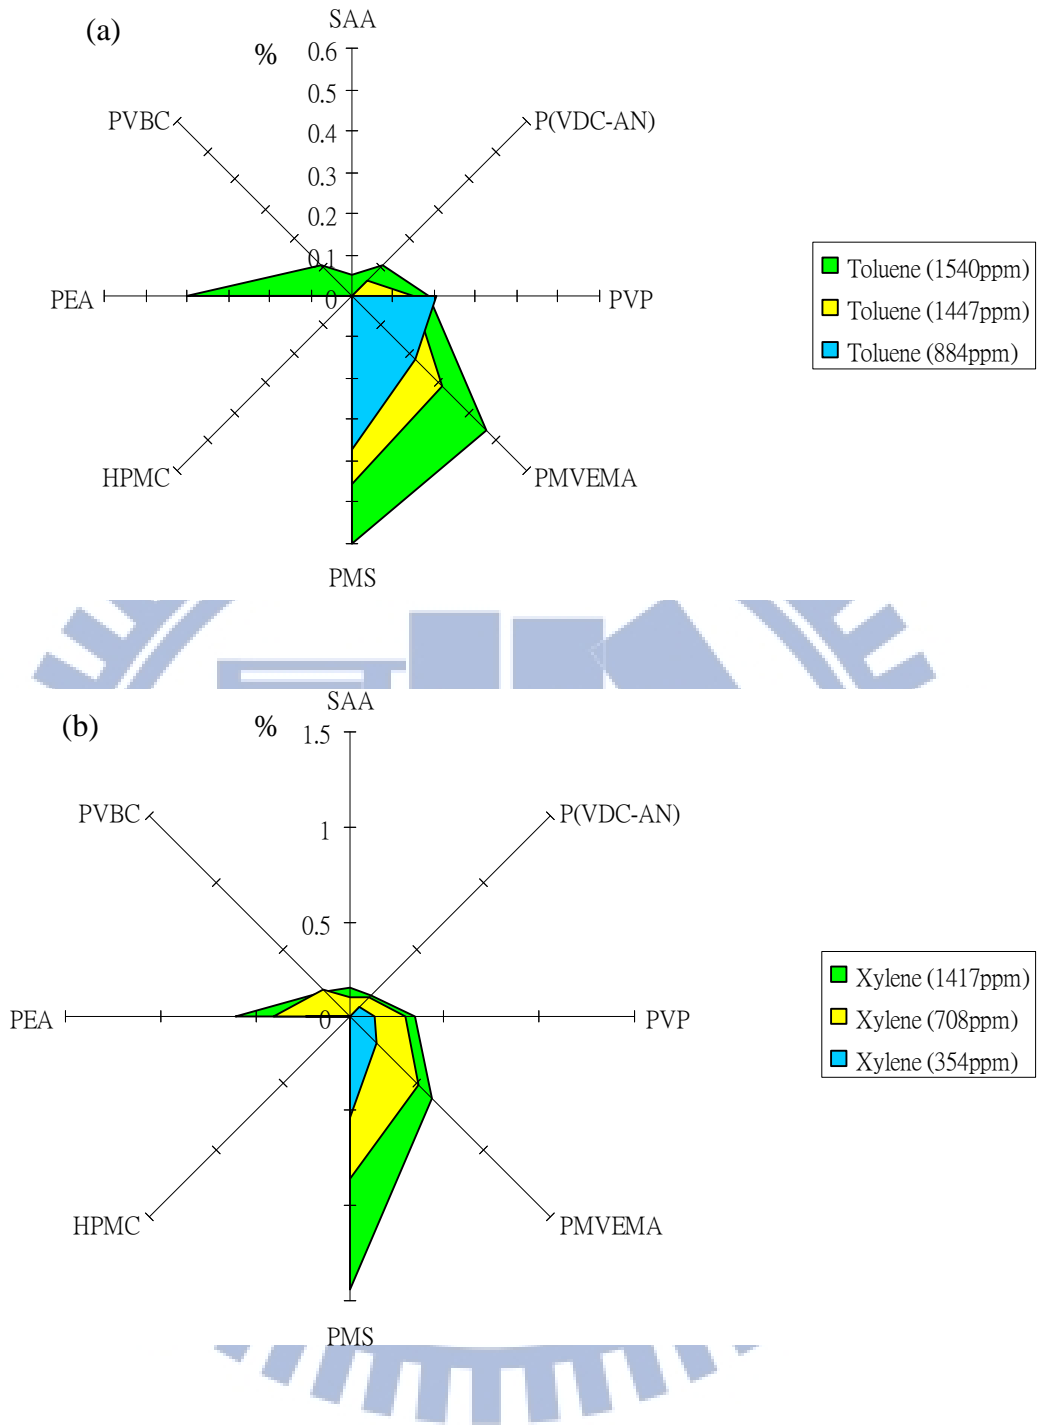 (a)
SAA
%
0.6
0.5
0.4
0.3
0.2
0.1
0
PVBC
P(VDC-AN)
PEA
PVP
HPMC
PMVEMA
PMS
Toluene (1540ppm)
Toluene (1447ppm)
Toluene (884ppm)
(b)
SAA
%
1.5
1
0.5
0
PVBC
P(VDC-AN)
PEA
PVP
HPMC
PMVEMA
PMS
Xylene (1417ppm)
Xylene (708ppm)
Xylene (354ppm)